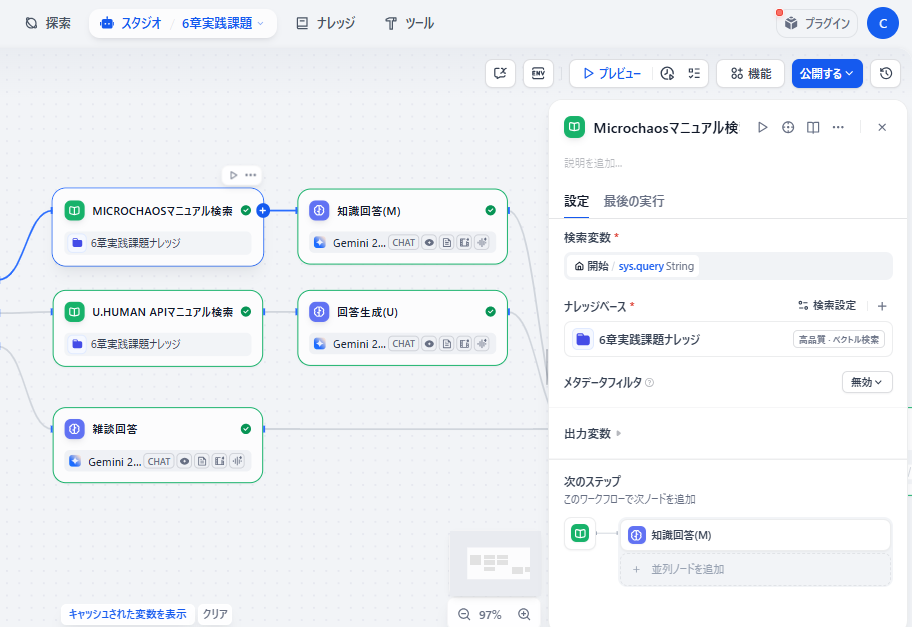 探索
スタジオ / 6章実践課題
ナレッジ
ツール
プラグイン
C
ENV
プレビュー
機能
公開する
MICROCHAOSマニュアル検索
6章実践課題ナレッジ
知識回答(M)
Gemini 2... CHAT
U.HUMAN APIマニュアル検索
6章実践課題ナレッジ
回答生成(U)
Gemini 2... CHAT
雑談回答
Gemini 2... CHAT
キャッシュされた変数を表示
クリア
97%
Microchaosマニュアル検
説明を追加...
設定
最後の実行
検索変数 *
開始 / sys.query String
ナレッジベース *
検索設定
6章実践課題ナレッジ
高品質 · ベクトル検索
メタデータフィルタ
無効
出力変数
次のステップ
このワークフローで次ノードを追加
知識回答(M)
+ 並列ノードを追加